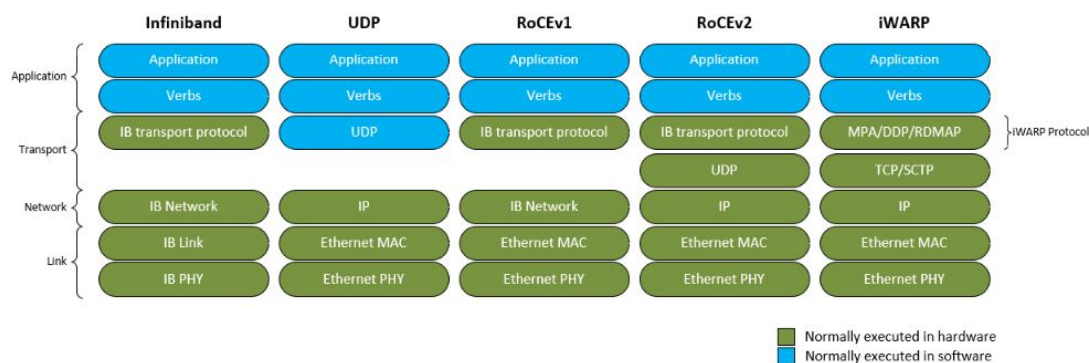 Infiniband UDP RoCEv1 RoCEv2 iWARP
Application Application Application Application Application Application
Verbs Verbs Verbs Verbs Verbs
Transport IB transport protocol UDP IB transport protocol IB transport protocol MPA/DDP/RDMAP iWARP Protocol
UDP TCP/SCTP
Network IB Network IP IB Network IP IP
Link IB Link Ethernet MAC Ethernet MAC Ethernet MAC Ethernet MAC
IB PHY Ethernet PHY Ethernet PHY Ethernet PHY Ethernet PHY
Normally executed in hardware
Normally executed in software